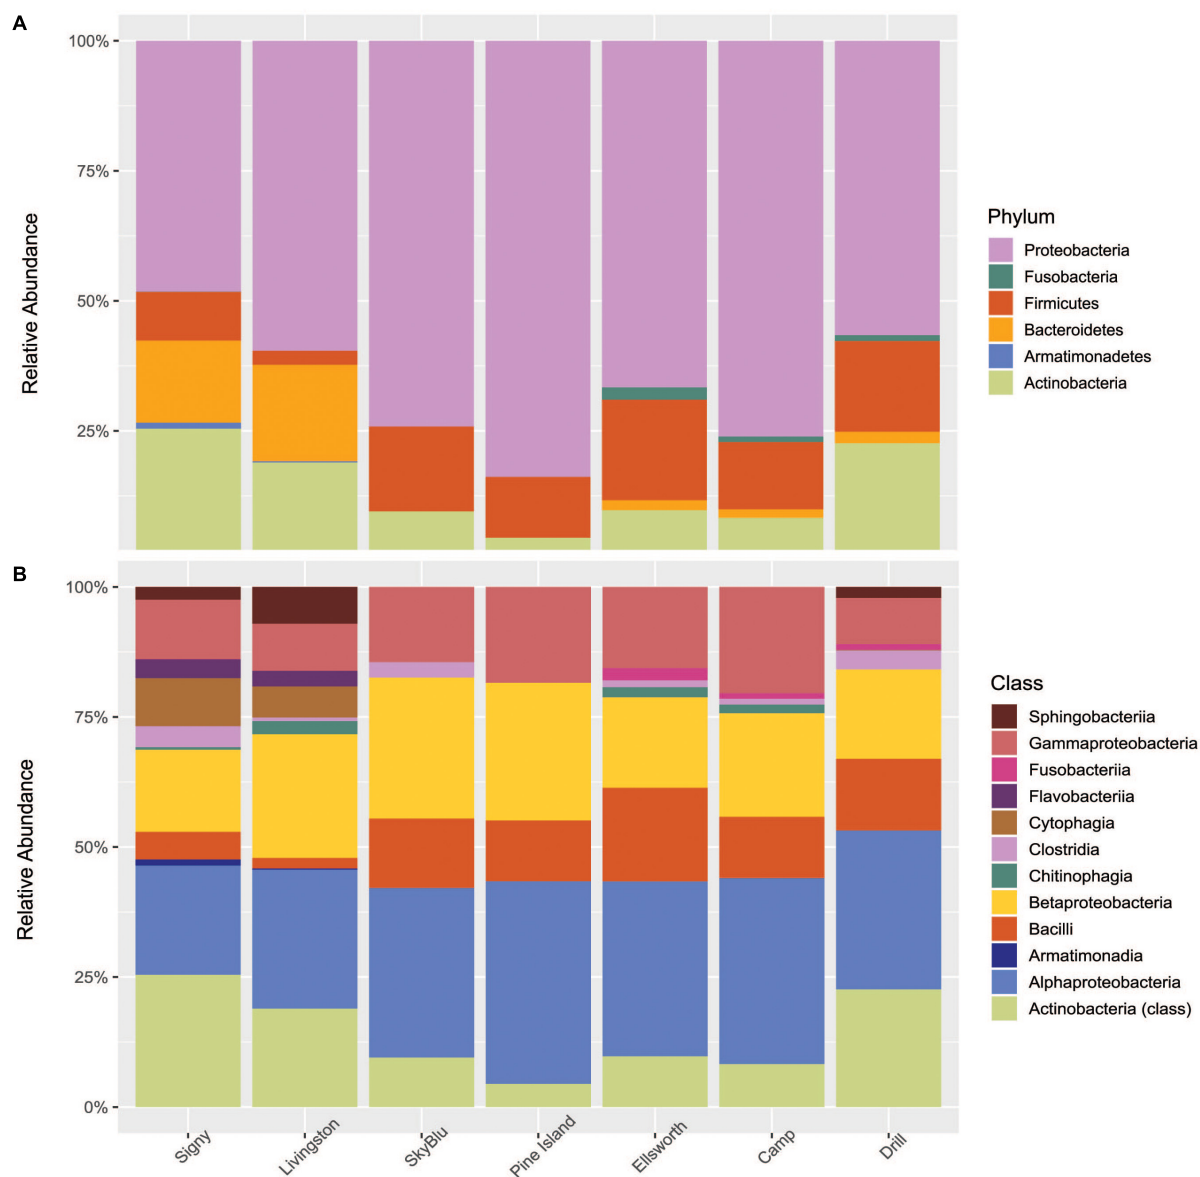 A
100%
75%
50%
25%
Relative Abundance
Phylum
Proteobacteria
Fusobacteria
Firmicutes
Bacteroidetes
Armatimonadetes
Actinobacteria
B
100%
75%
50%
25%
0%
Relative Abundance
Signy
Livingston
SkyBlu
Pine Island
Ellsworth
Camp
Drill
Class
Sphingobacteriia
Gammaproteobacteria
Fusobacteriia
Flavobacteriia
Cytophagia
Clostridia
Chitinophagia
Betaproteobacteria
Bacilli
Armatimonadia
Alphaproteobacteria
Actinobacteria (class)